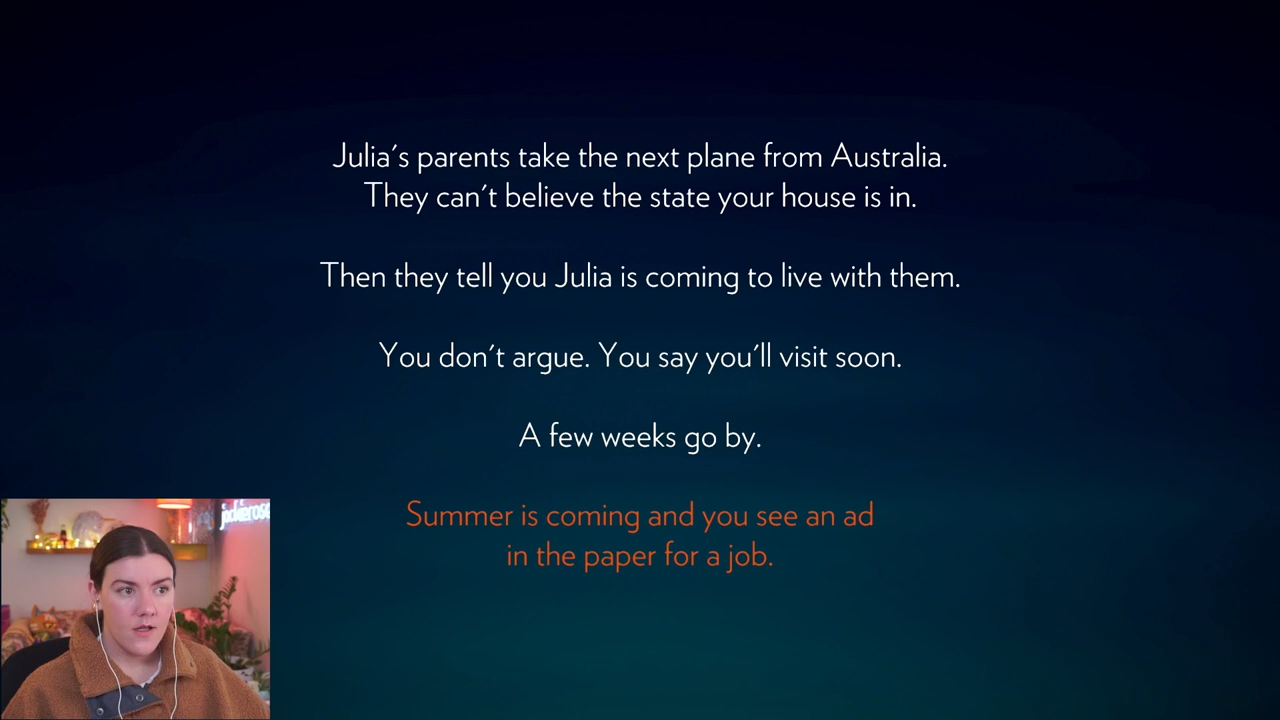 Julia's parents take the next plane from Australia.
They can't believe the state your house is in.
Then they tell you Julia is coming to live with them.
You don't argue. You say you'll visit soon.
A few weeks go by.
Summer is coming and you see an ad
in the paper for a job.